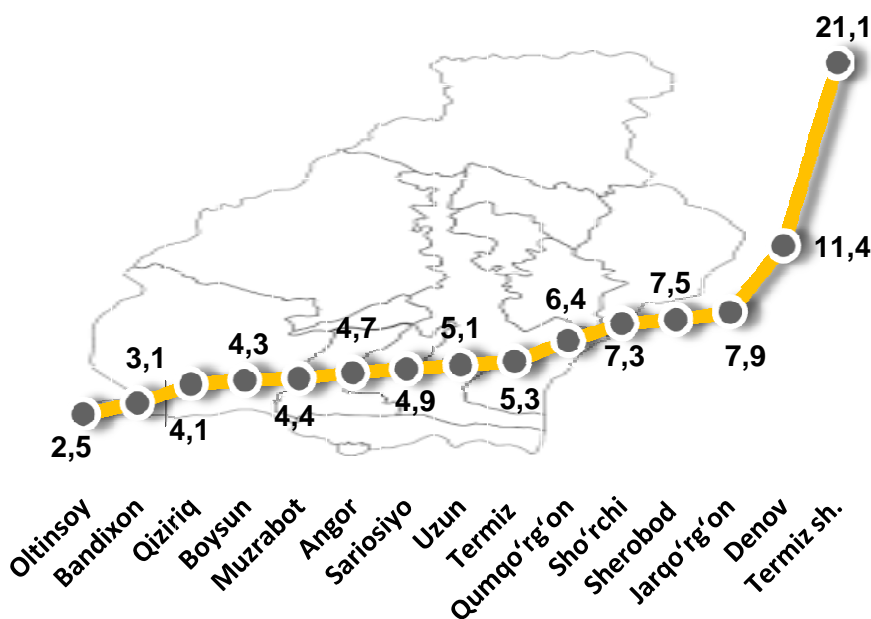 21,1
11,4
7,5
6,4
7,3
7,9
5,1
4,7
4,3
3,1
5,3
4,9
4,4
4,1
2,5
Oltinsoy
Bandixon
Qiziriq
Boysun
Muzrabot
Angor
Sariosiyo
Uzun
Termiz
Qumqo‘rg‘on
Sho‘rchi
Sherobod
Jarqo‘rg‘on
Denov
Termiz sh.